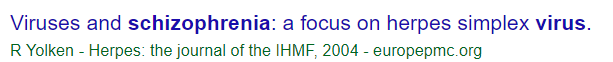 Viruses and schizophrenia: a focus on herpes simplex virus.
R Yolken - Herpes: the journal of the IHMF, 2004 - europepmc.org